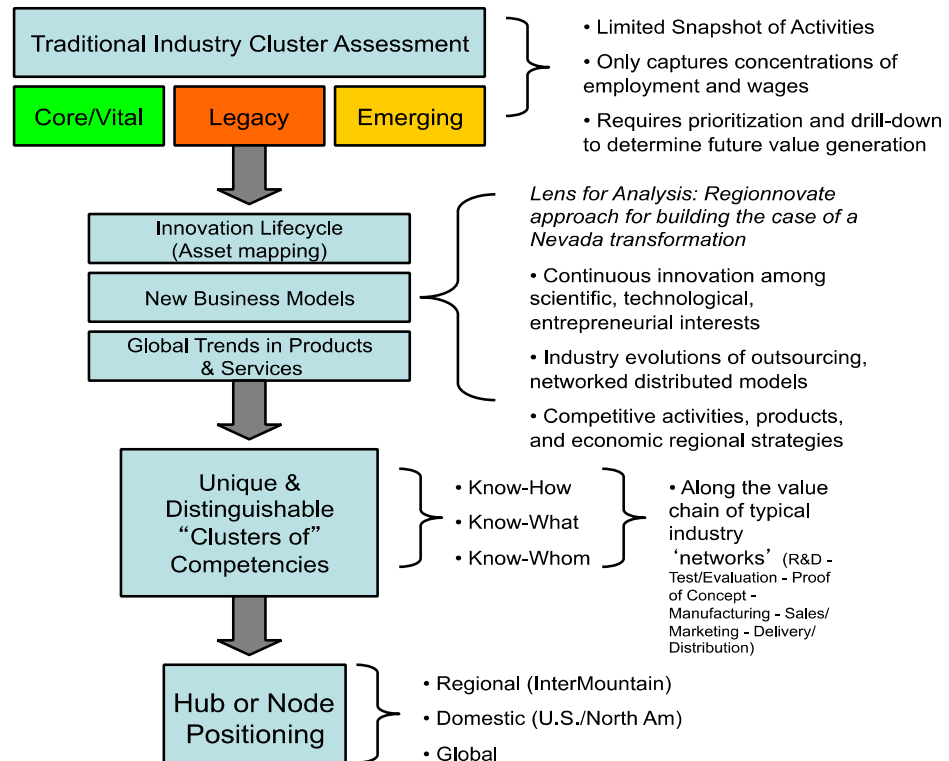 Traditional Industry Cluster Assessment
Core/Vital
Legacy
Emerging
• Limited Snapshot of Activities
• Only captures concentrations of
employment and wages
• Requires prioritization and drill-down
to determine future value generation
Innovation Lifecycle
(Asset mapping)
New Business Models
Global Trends in Products
& Services
Lens for Analysis: Regionnovate
approach for building the case of a
Nevada transformation
• Continuous innovation among
scientific, technological,
entrepreneurial interests
• Industry evolutions of outsourcing,
networked distributed models
• Competitive activities, products,
and economic regional strategies
Unique &
Distinguishable
“Clusters of”
Competencies
• Know-How
• Know-What
• Know-Whom
• Along the value
chain of typical
industry
‘networks’ (R&D -
Test/Evaluation - Proof
of Concept -
Manufacturing - Sales/
Marketing - Delivery/
Distribution)
Hub or Node
Positioning
• Regional (InterMountain)
• Domestic (U.S./North Am)
• Global